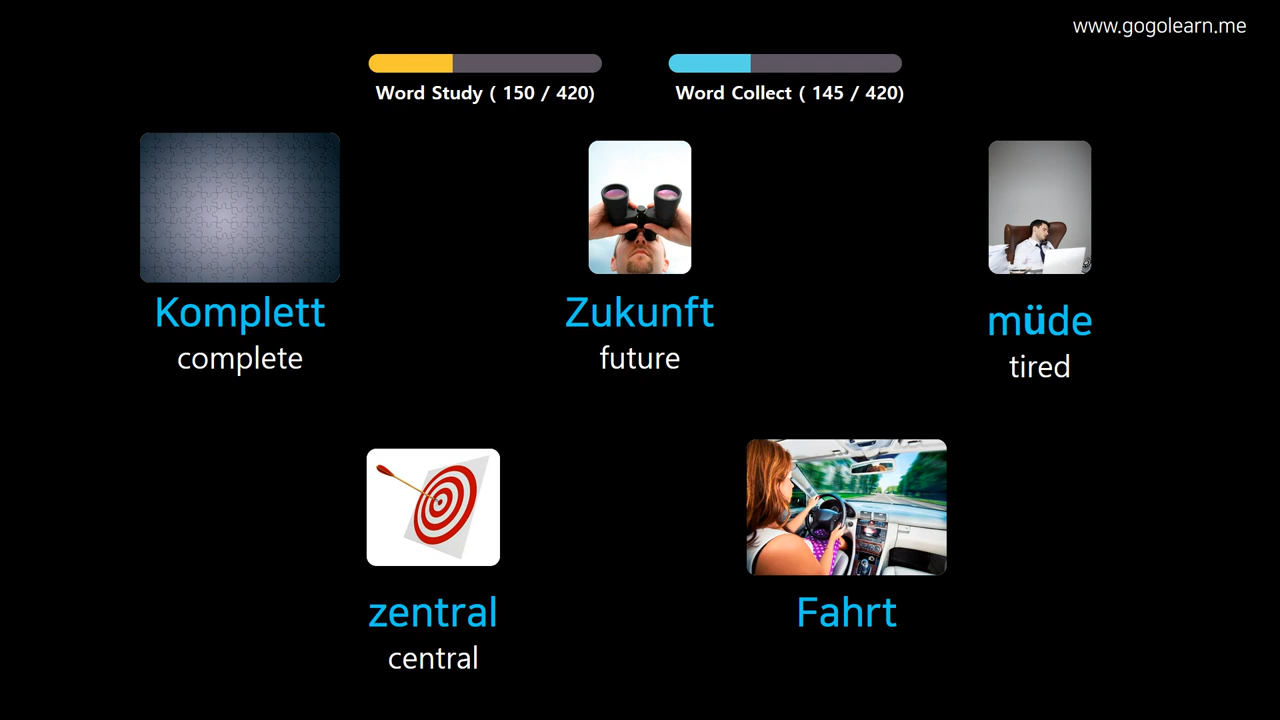 www.gogolearn.me
Word Study ( 150 / 420)
Word Collect ( 145 / 420)
Komplett
complete
Zukunft
future
müde
tired
zentral
central
Fahrt